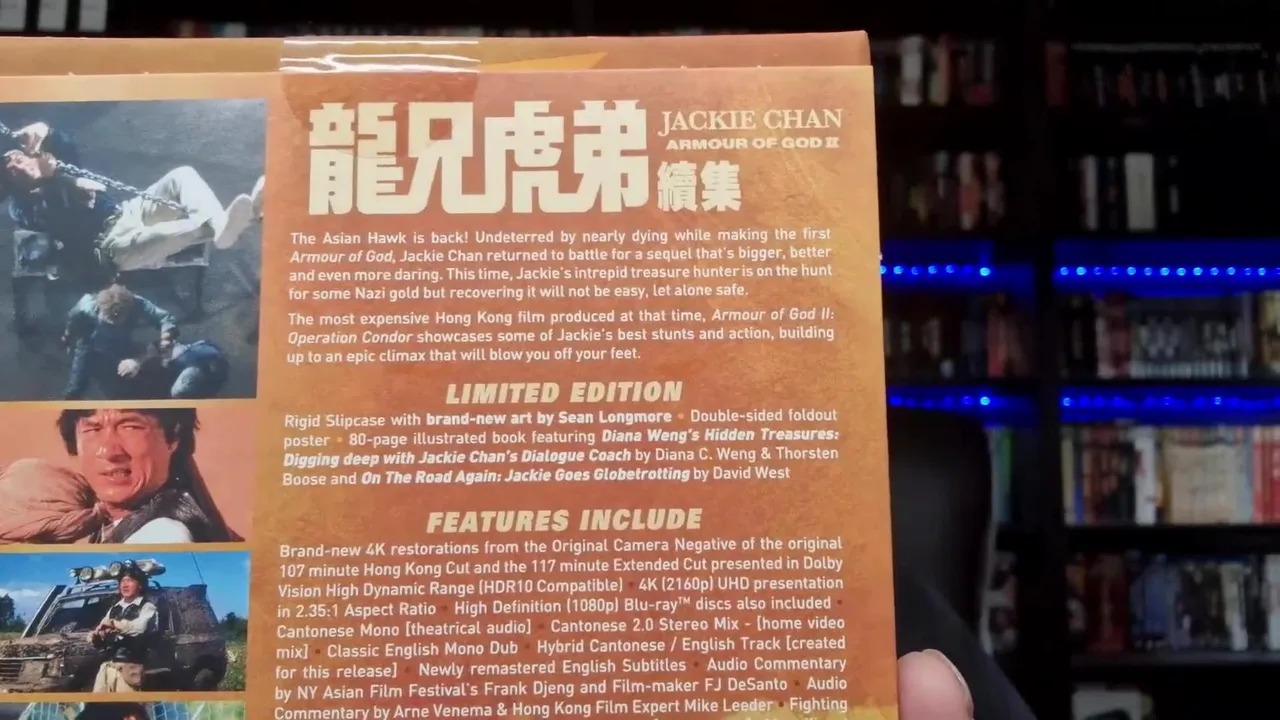 龍兄虎弟
JACKIE CHAN
ARMOUR OF GOD II
續集
The Asian Hawk is back! Undeterred by nearly dying while making the first
Armour of God, Jackie Chan returned to battle for a sequel that's bigger, better
and even more daring. This time, Jackie's intrepid treasure hunter is on the hunt
for some Nazi gold but recovering it will not be easy, let alone safe.
The most expensive Hong Kong film produced at that time, Armour of God II:
Operation Condor showcases some of Jackie's best stunts and action, building
up to an epic climax that will blow you off your feet.
LIMITED EDITION
Rigid Slipcase with brand-new art by Sean Longmore • Double-sided foldout
poster • 80-page illustrated book featuring Diana Weng's Hidden Treasures:
Digging deep with Jackie Chan's Dialogue Coach by Diana C. Weng & Thorsten
Boose and On The Road Again: Jackie Goes Globetrotting by David West
FEATURES INCLUDE
Brand-new 4K restorations from the Original Camera Negative of the original
107 minute Hong Kong Cut and the 117 minute Extended Cut presented in Dolby
Vision High Dynamic Range [HDR10 Compatible] • 4K (2160p) UHD presentation
in 2.35:1 Aspect Ratio • High Definition (1080p) Blu-ray™ discs also included •
Cantonese Mono [theatrical audio] • Cantonese 2.0 Stereo Mix - [home video
mix] • Classic English Mono Dub • Hybrid Cantonese / English Track [created
for this release] • Newly remastered English Subtitles • Audio Commentary
by NY Asian Film Festival's Frank Djeng and Film-maker FJ DeSanto • Audio
Commentary by Arne Venema & Hong Kong Film Expert Mike Leeder • Fighting